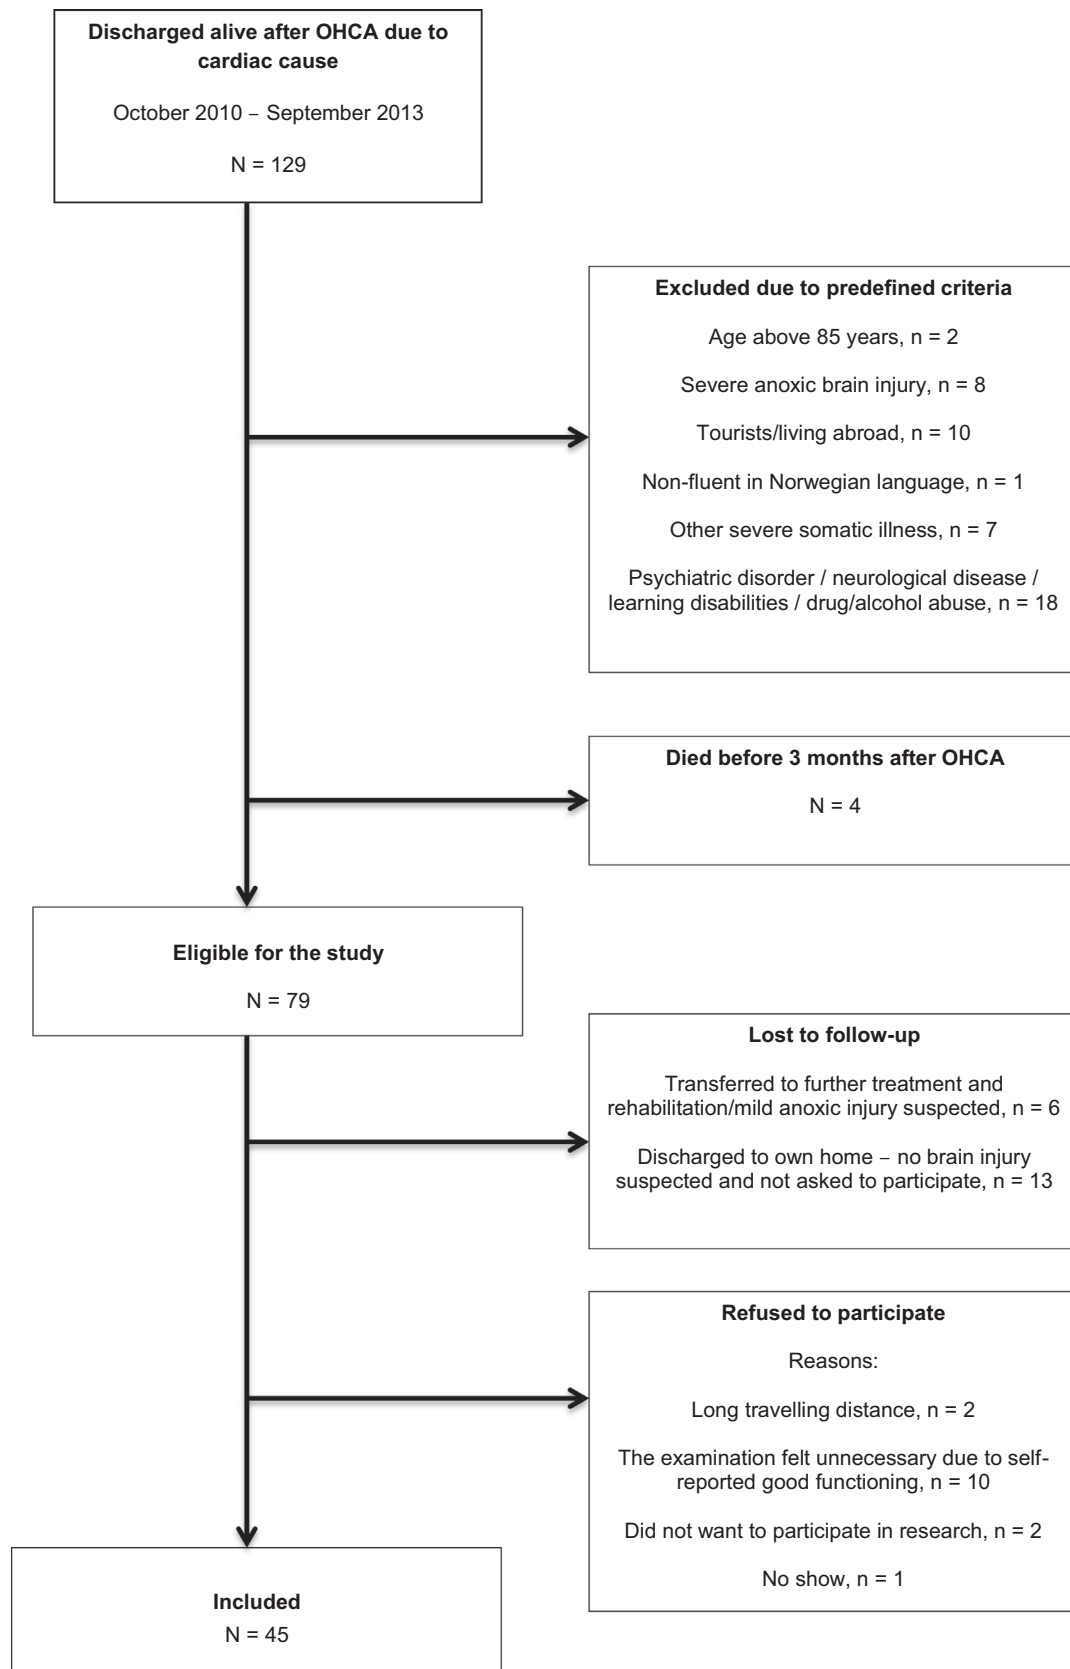 Discharged alive after OHCA due to
cardiac cause
October 2010 – September 2013
N = 129
Excluded due to predefined criteria
Age above 85 years, n = 2
Severe anoxic brain injury, n = 8
Tourists/living abroad, n = 10
Non-fluent in Norwegian language, n = 1
Other severe somatic illness, n = 7
Psychiatric disorder / neurological disease /
learning disabilities / drug/alcohol abuse, n = 18
Died before 3 months after OHCA
N = 4
Eligible for the study
N = 79
Lost to follow-up
Transferred to further treatment and
rehabilitation/mild anoxic injury suspected, n = 6
Discharged to own home – no brain injury
suspected and not asked to participate, n = 13
Refused to participate
Reasons:
Long travelling distance, n = 2
The examination felt unnecessary due to self-
reported good functioning, n = 10
Did not want to participate in research, n = 2
No show, n = 1
Included
N = 45